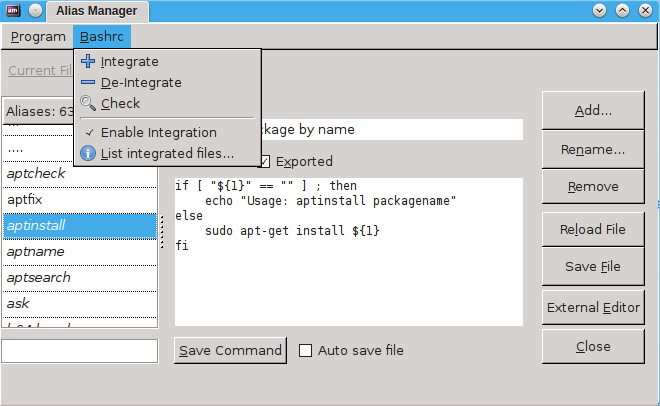 am
Alias Manager
Program Bashrc
Current Fil
Integrate
De-Integrate
Check
Enable Integration
List integrated files...
Aliases: 63
ckage by name
Exported
...
....
aptcheck
aptfix
aptinstall
aptname
aptsearch
ask
if [ "${1}" == "" ] ; then
echo "Usage: aptinstall packagename"
else
sudo apt-get install ${1}
fi
Save Command
Auto save file
Add...
Rename...
Remove
Reload File
Save File
External Editor
Close